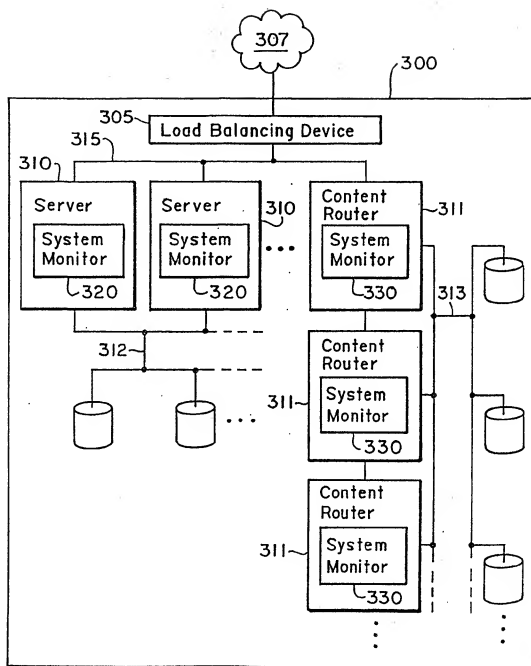 307
300
305
Load Balancing Device
315
310
Server
System
Monitor
320
Server
310
System
Monitor
320
Content
Router
311
System
Monitor
330
313
312
Content
Router
311
System
Monitor
330
Content
Router
311
System
Monitor
330